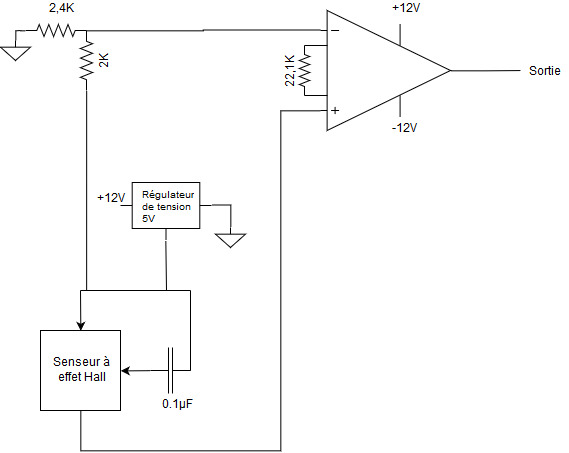 2,4K
+12V
2K
22,1K
−
+
Sortie
-12V
+12V
Régulateur
de tension
5V
Senseur à
effet Hall
0.1µF